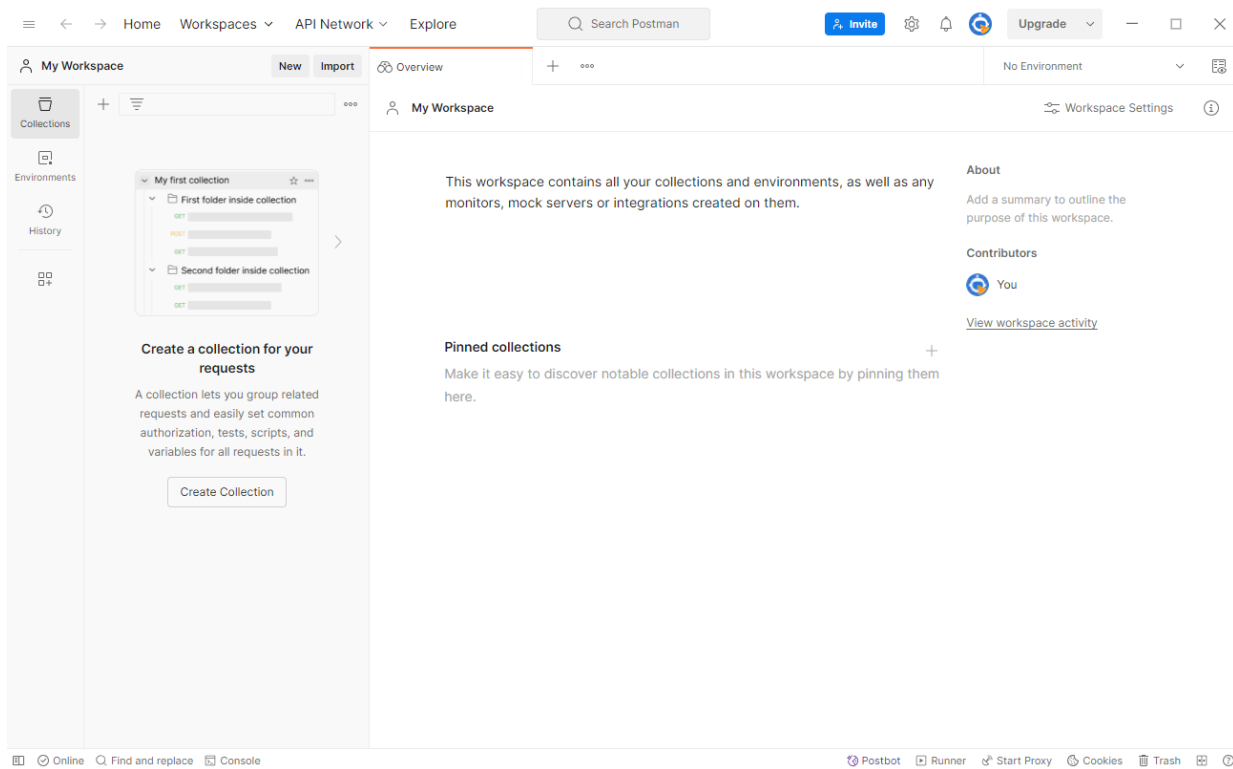 Home Workspaces API Network Explore Search Postman Invite Upgrade
My Workspace New Import Overview No Environment
Collections
Environments
History
My Workspace Workspace Settings
My first collection
First folder inside collection
GET
POST
GET
Second folder inside collection
GET
GET
Create a collection for your
requests
A collection lets you group related
requests and easily set common
authorization, tests, scripts, and
variables for all requests in it.
Create Collection
This workspace contains all your collections and environments, as well as any
monitors, mock servers or integrations created on them.
Pinned collections
Make it easy to discover notable collections in this workspace by pinning them
here.
About
Add a summary to outline the
purpose of this workspace.
Contributors
You
View workspace activity
Online Find and replace Console Postbot Runner Start Proxy Cookies Trash